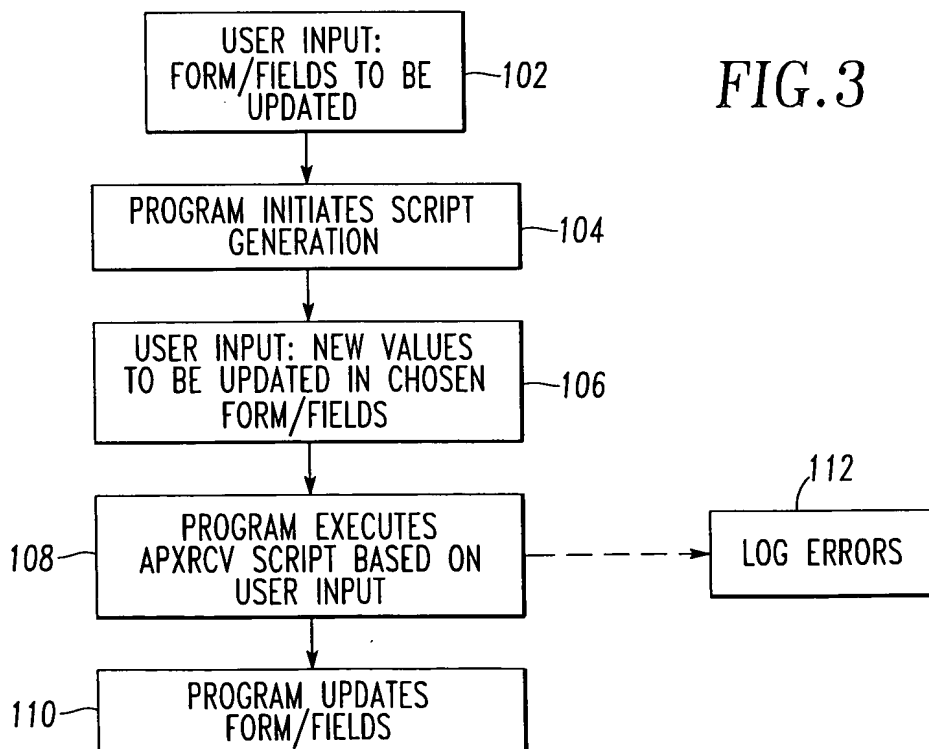 USER INPUT:
FORM/FIELDS TO BE
UPDATED
102
FIG.3
PROGRAM INITIATES SCRIPT
GENERATION
104
USER INPUT: NEW VALUES
TO BE UPDATED IN CHOSEN
FORM/FIELDS
106
108
PROGRAM EXECUTES
APXRCV SCRIPT BASED ON
USER INPUT
112
LOG ERRORS
110
PROGRAM UPDATES
FORM/FIELDS